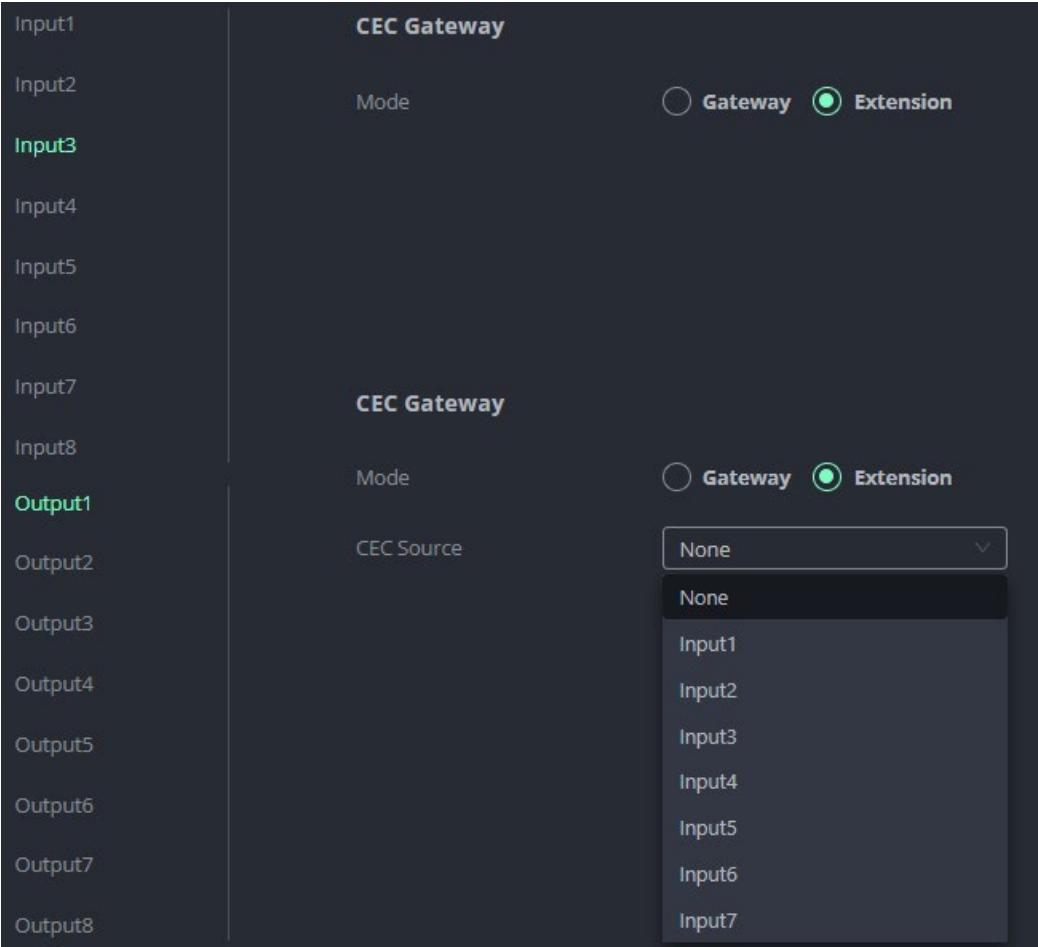 Input1
Input2
Input3
Input4
Input5
Input6
Input7
Input8
CEC Gateway
Mode Gateway Extension
Output1
Output2
Output3
Output4
Output5
Output6
Output7
Output8
CEC Gateway
Mode Gateway Extension
CEC Source None
None
Input1
Input2
Input3
Input4
Input5
Input6
Input7